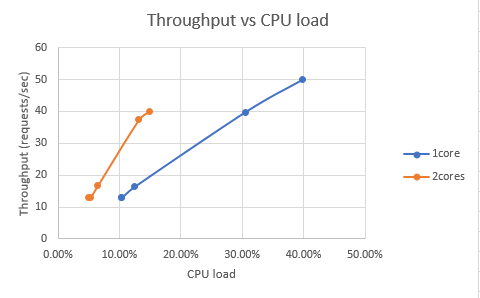 Throughput vs CPU load
Throughput (requests/sec)
60
50
40
30
20
10
0
0.00% 10.00% 20.00% 30.00% 40.00% 50.00%
CPU load
1core
2cores